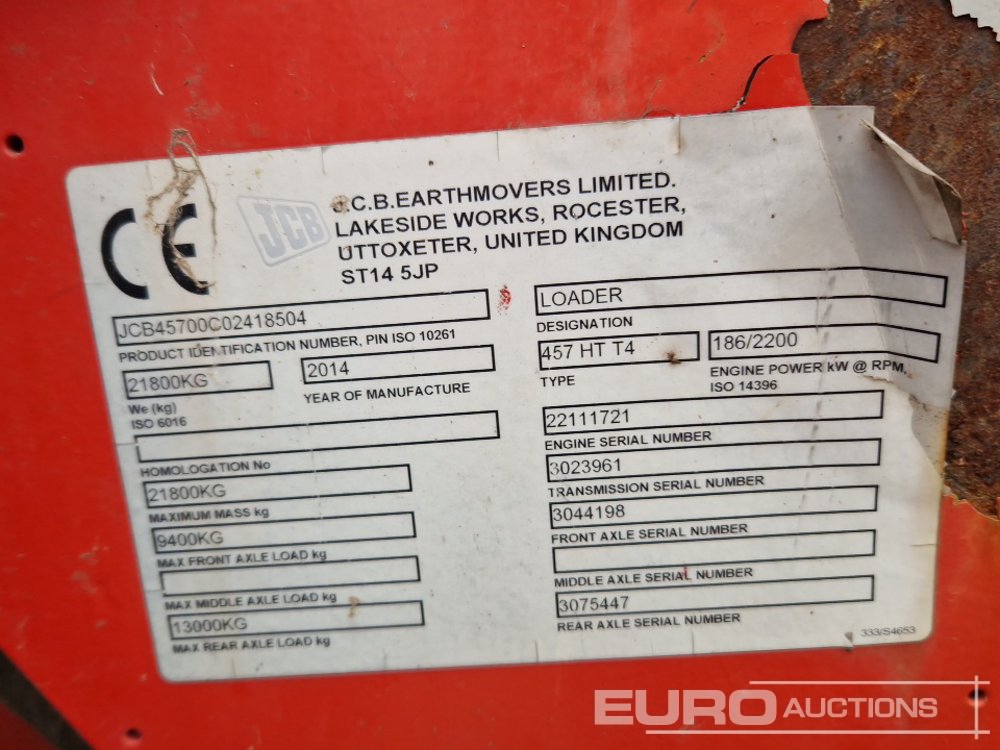 CE
JCB
J.C.B.EARTHMOVERS LIMITED.
LAKESIDE WORKS, ROCESTER,
UTTOXETER, UNITED KINGDOM
ST14 5JP
JCB45700C02418504
PRODUCT IDENTIFICATION NUMBER, PIN ISO 10261
21800KG
We (kg)
ISO 6016
2014
YEAR OF MANUFACTURE
HOMOLOGATION No
21800KG
MAXIMUM MASS kg
9400KG
MAX FRONT AXLE LOAD kg
MAX MIDDLE AXLE LOAD kg
13000KG
MAX REAR AXLE LOAD kg
LOADER
DESIGNATION
457 HT T4
TYPE
186/2200
ENGINE POWER kW @ RPM,
ISO 14396
22111721
ENGINE SERIAL NUMBER
3023961
TRANSMISSION SERIAL NUMBER
3044198
FRONT AXLE SERIAL NUMBER
MIDDLE AXLE SERIAL NUMBER
3075447
REAR AXLE SERIAL NUMBER
333/S4653
EURO AUCTIONS